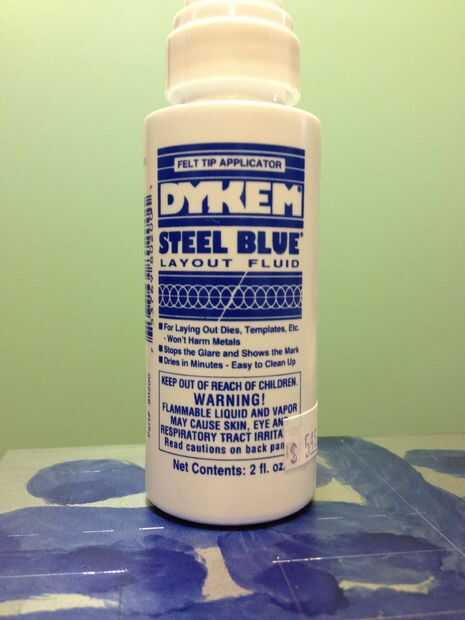 FELT TIP APPLICATOR
DYKEM®
STEEL BLUE®
LAYOUT FLUID
■ For Laying Out Dies, Templates, Etc.
- Won't Harm Metals
■ Stops the Glare and Shows the Mark
■ Dries in Minutes - Easy to Clean Up
KEEP OUT OF REACH OF CHILDREN.
WARNING!
FLAMMABLE LIQUID AND VAPOR
MAY CAUSE SKIN, EYE AND
RESPIRATORY TRACT IRRITA
Read cautions on back pan
Net Contents: 2 fl. oz.
$